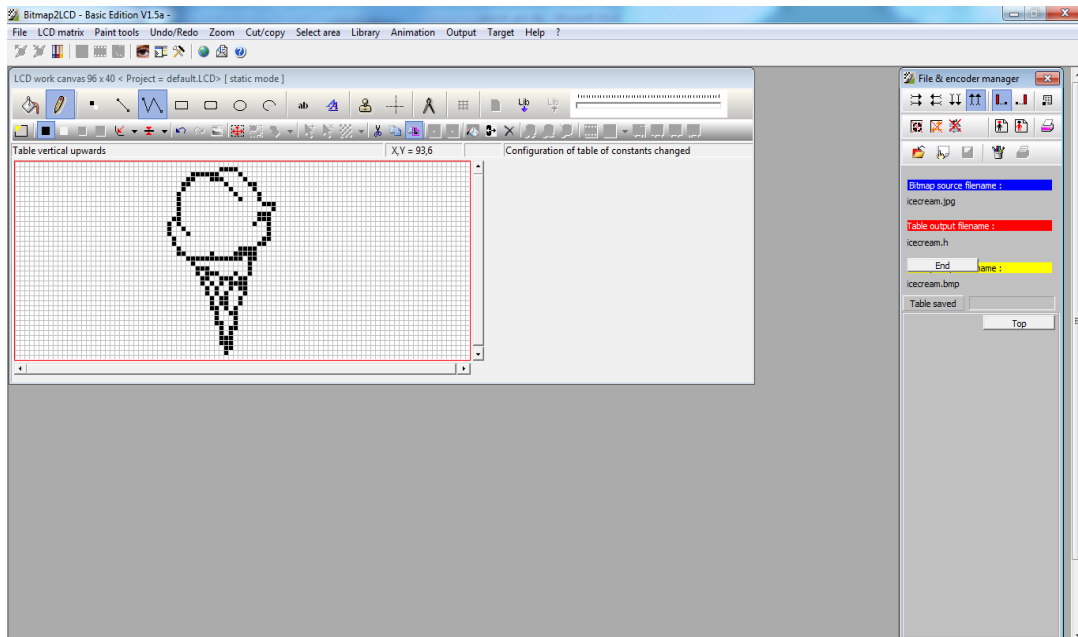 Bitmap2LCD - Basic Edition V1.5a -
File LCD matrix Paint tools Undo/Redo Zoom Cut/copy Select area Library Animation Output Target Help ?
LCD work canvas 96 x 40 < Project = default.LCD> [ static mode ]
File & encoder manager
ab A Lib Lib
Table vertical upwards X,Y = 93,6 Configuration of table of constants changed
Bitmap source filename :
icecream.jpg
Table output filename :
icecream.h
End name :
icecream.bmp
Table saved
Top